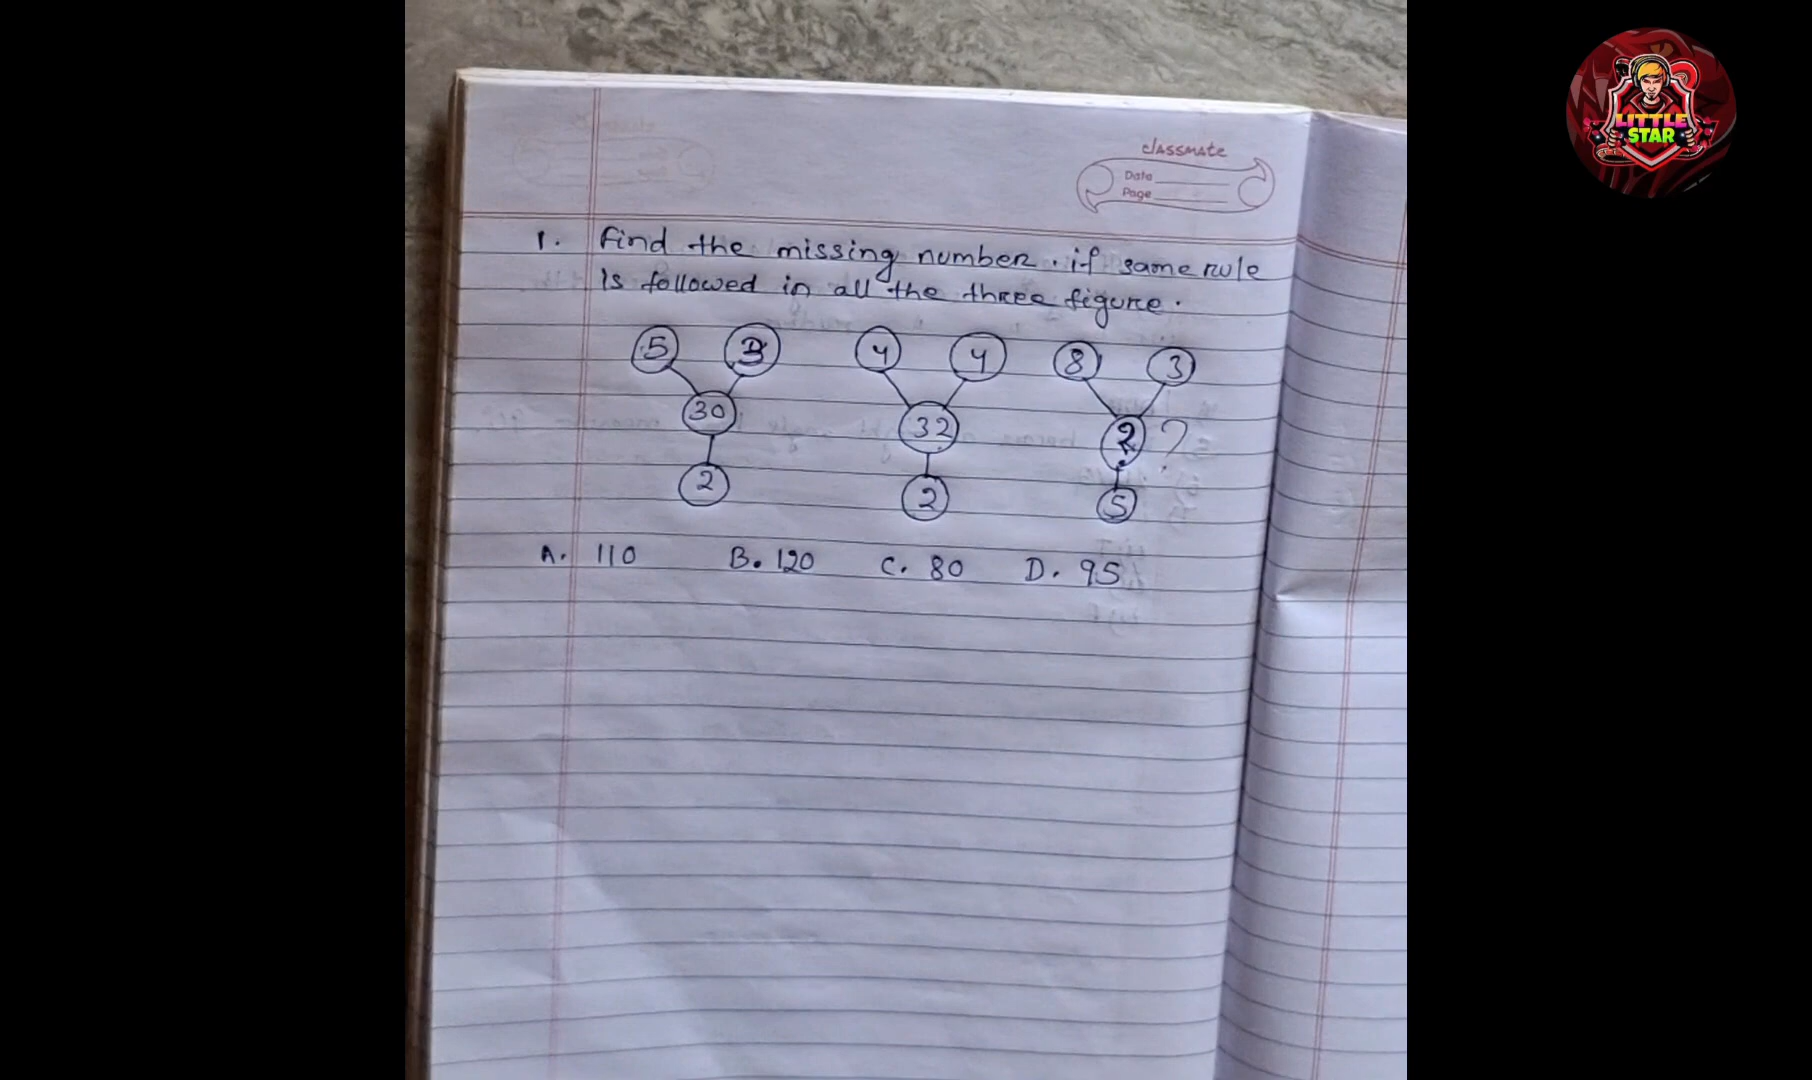 classmate
Date
Page
1. Find the missing number. if same rule
is followed in all the three figure.
5 3 4 4 8 3
30 32 ? ?
2 2 5
A. 110 B. 120 C. 80 D. 95
LITTLE
STAR